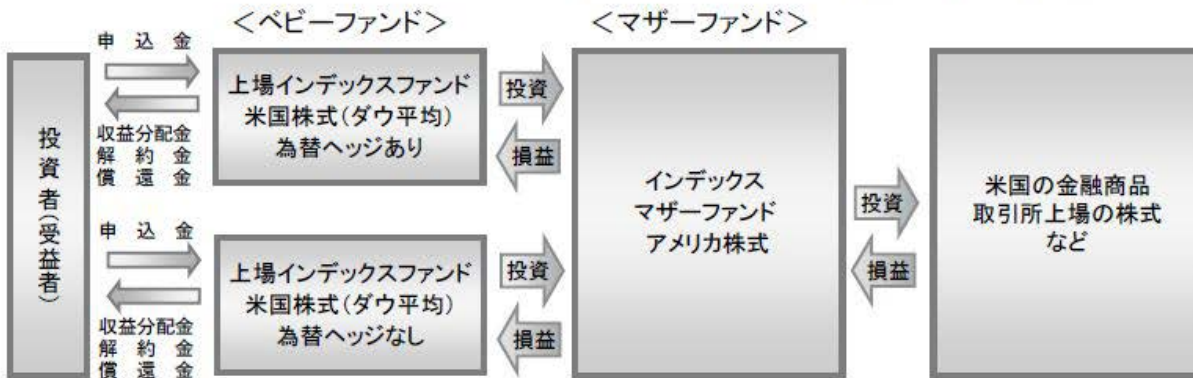 <ベビーファンド>
<マザーファンド>
投資者(受益者)
申込金
収益分配金
解約金
償還金
上場インデックスファンド
米国株式(ダウ平均)
為替ヘッジあり
投資
損益
申込金
収益分配金
解約金
償還金
上場インデックスファンド
米国株式(ダウ平均)
為替ヘッジなし
投資
損益
インデックス
マザーファンド
アメリカ株式
投資
損益
米国の金融商品
取引所上場の株式
など